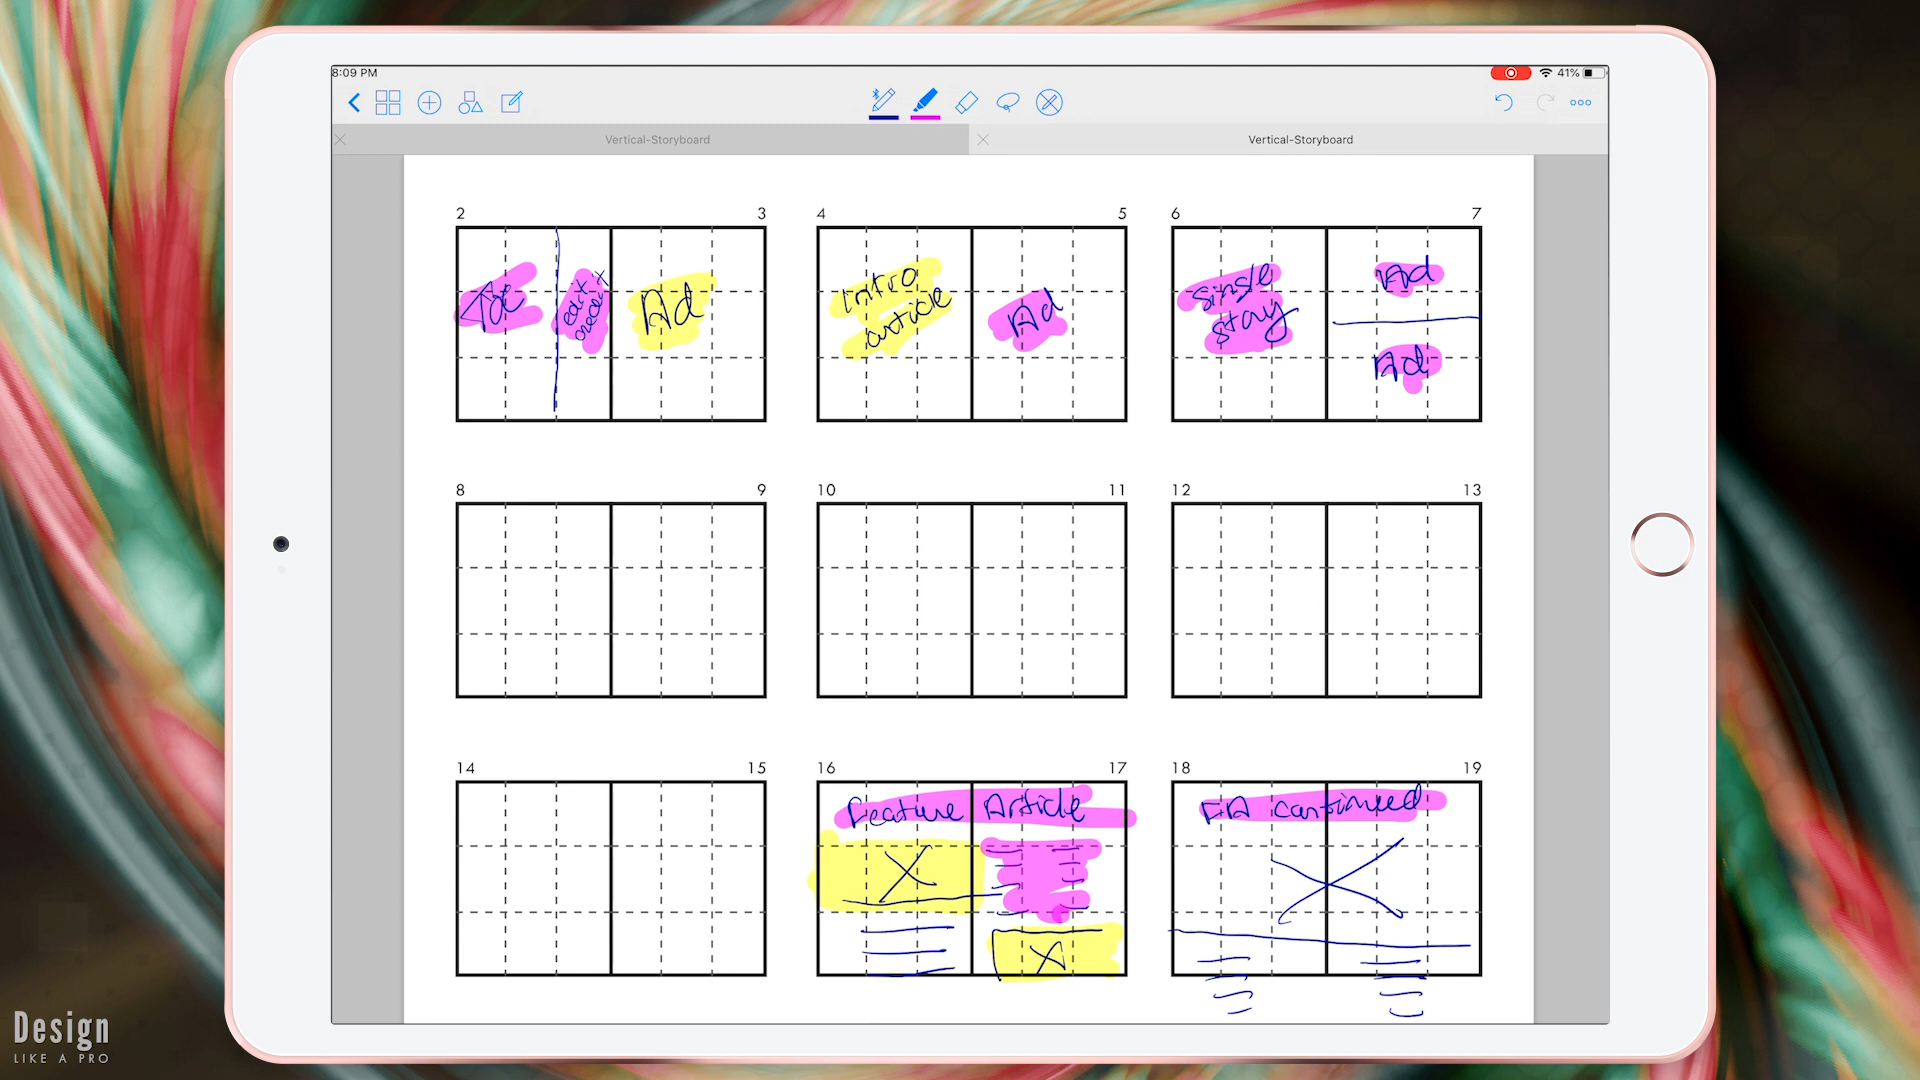 8:09 PM
41%
Vertical-Storyboard
Vertical-Storyboard
2 3 4 5 6 7
Toc
edit
Ad
Intro
article
Ad
Single
story
Ad
Ad
8 9 10 11 12 13
14 15 16 17 18 19
Feature Article
FA continued
Design
LIKE A PRO